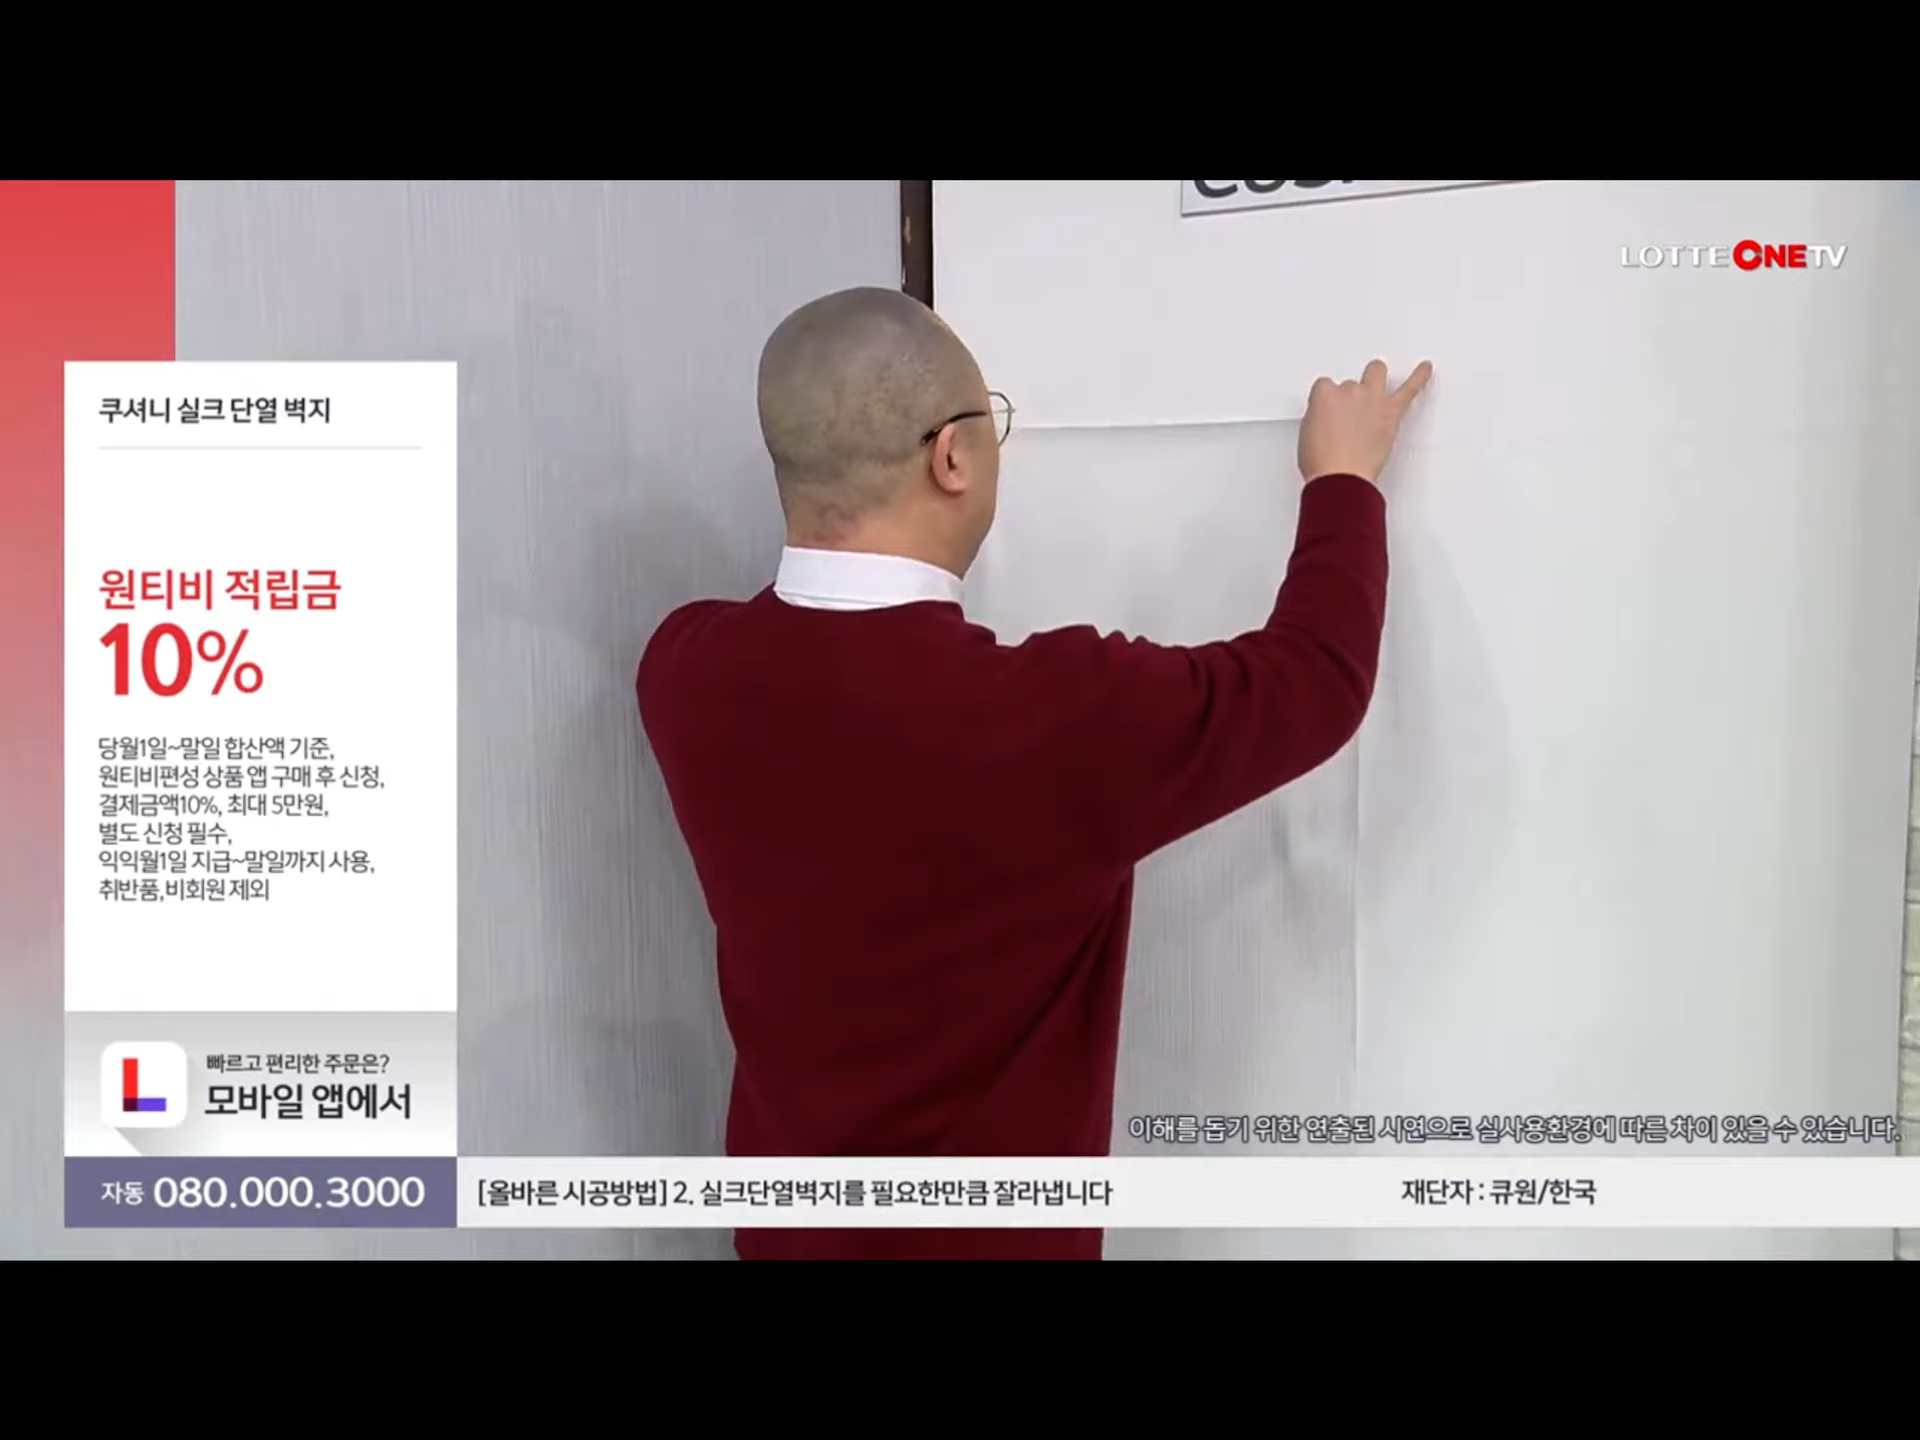 LOTTE ONE TV
쿠셔니 실크 단열 벽지
원티비 적립금
10%
당월1일~말일 합산액 기준,
원티비편성 상품 앱 구매 후 신청,
결제금액10%, 최대 5만원,
별도 신청 필수,
익익월1일 지급~말일까지 사용,
취반품,비회원 제외
빠르고 편리한 주문은?
모바일 앱에서
이해를 돕기 위한 연출된 시연으로 실사용환경에 따른 차이 있을 수 있습니다.
자동 080.000.3000
[올바른 시공방법] 2. 실크단열벽지를 필요한만큼 잘라냅니다
재단자 : 큐원/한국